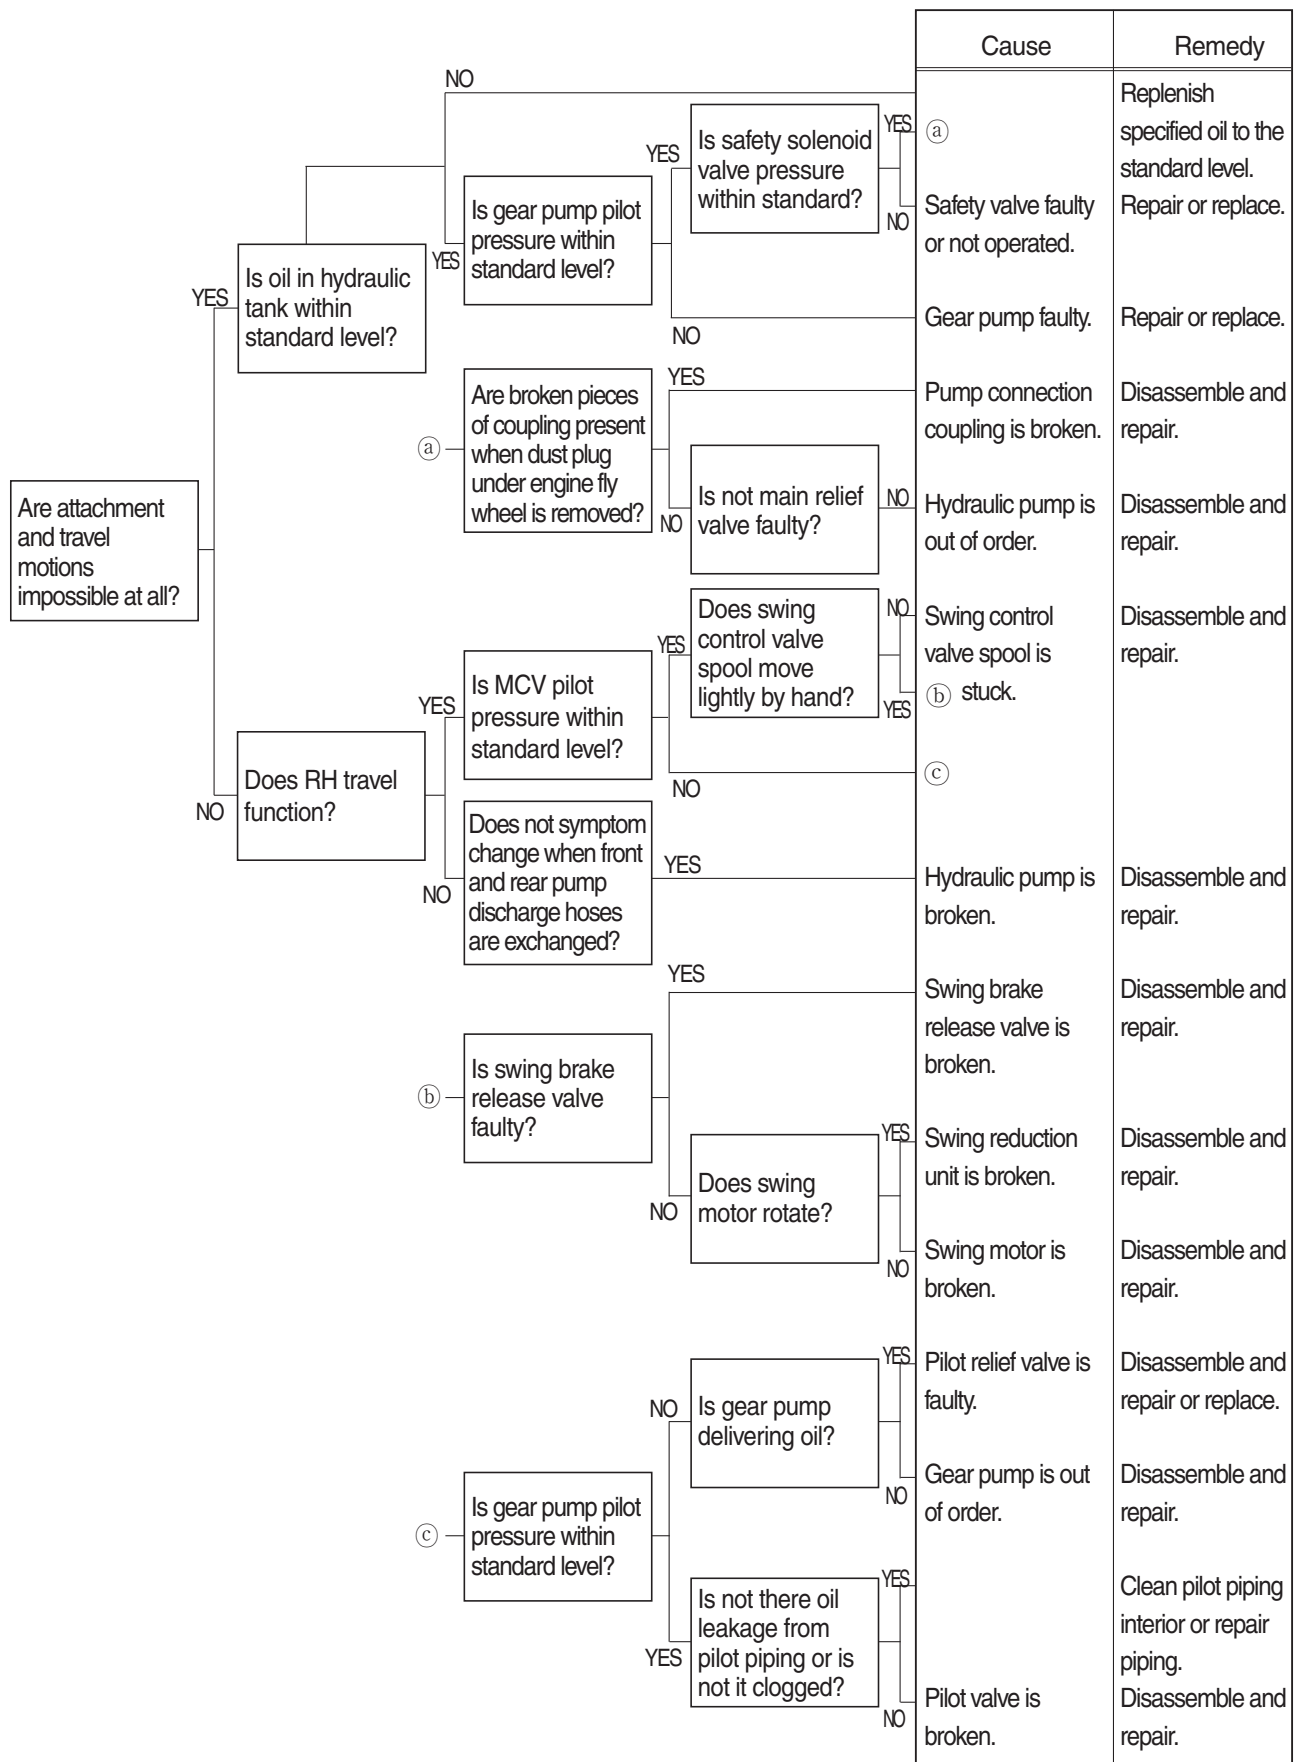 Cause
Remedy
NO
Replenish
specified oil to the
standard level.
YES
Is safety solenoid
valve pressure
within standard?
YES
ⓐ
NO
Safety valve faulty
or not operated.
Repair or replace.
Is gear pump pilot
pressure within
standard level?
YES
YES
Is oil in hydraulic
tank within
standard level?
NO
Gear pump faulty.
Repair or replace.
ⓐ
Are broken pieces
of coupling present
when dust plug
under engine fly
wheel is removed?
YES
Pump connection
coupling is broken.
Disassemble and
repair.
NO
Is not main relief
valve faulty?
NO
Hydraulic pump is
out of order.
Disassemble and
repair.
Are attachment
and travel
motions
impossible at all?
NO
Does RH travel
function?
YES
Is MCV pilot
pressure within
standard level?
YES
Does swing
control valve
spool move
lightly by hand?
NO
Swing control
valve spool is
ⓑ stuck.
Disassemble and
repair.
YES
NO
ⓒ
NO
Does not symptom
change when front
and rear pump
discharge hoses
are exchanged?
YES
Hydraulic pump is
broken.
Disassemble and
repair.
ⓑ
Is swing brake
release valve
faulty?
YES
Swing brake
release valve is
broken.
Disassemble and
repair.
NO
Does swing
motor rotate?
YES
Swing reduction
unit is broken.
Disassemble and
repair.
NO
Swing motor is
broken.
Disassemble and
repair.
ⓒ
Is gear pump pilot
pressure within
standard level?
NO
Is gear pump
delivering oil?
YES
Pilot relief valve is
faulty.
Disassemble and
repair or replace.
NO
Gear pump is out
of order.
Disassemble and
repair.
YES
Is not there oil
leakage from
pilot piping or is
not it clogged?
YES
Clean pilot piping
interior or repair
piping.
NO
Pilot valve is
broken.
Disassemble and
repair.